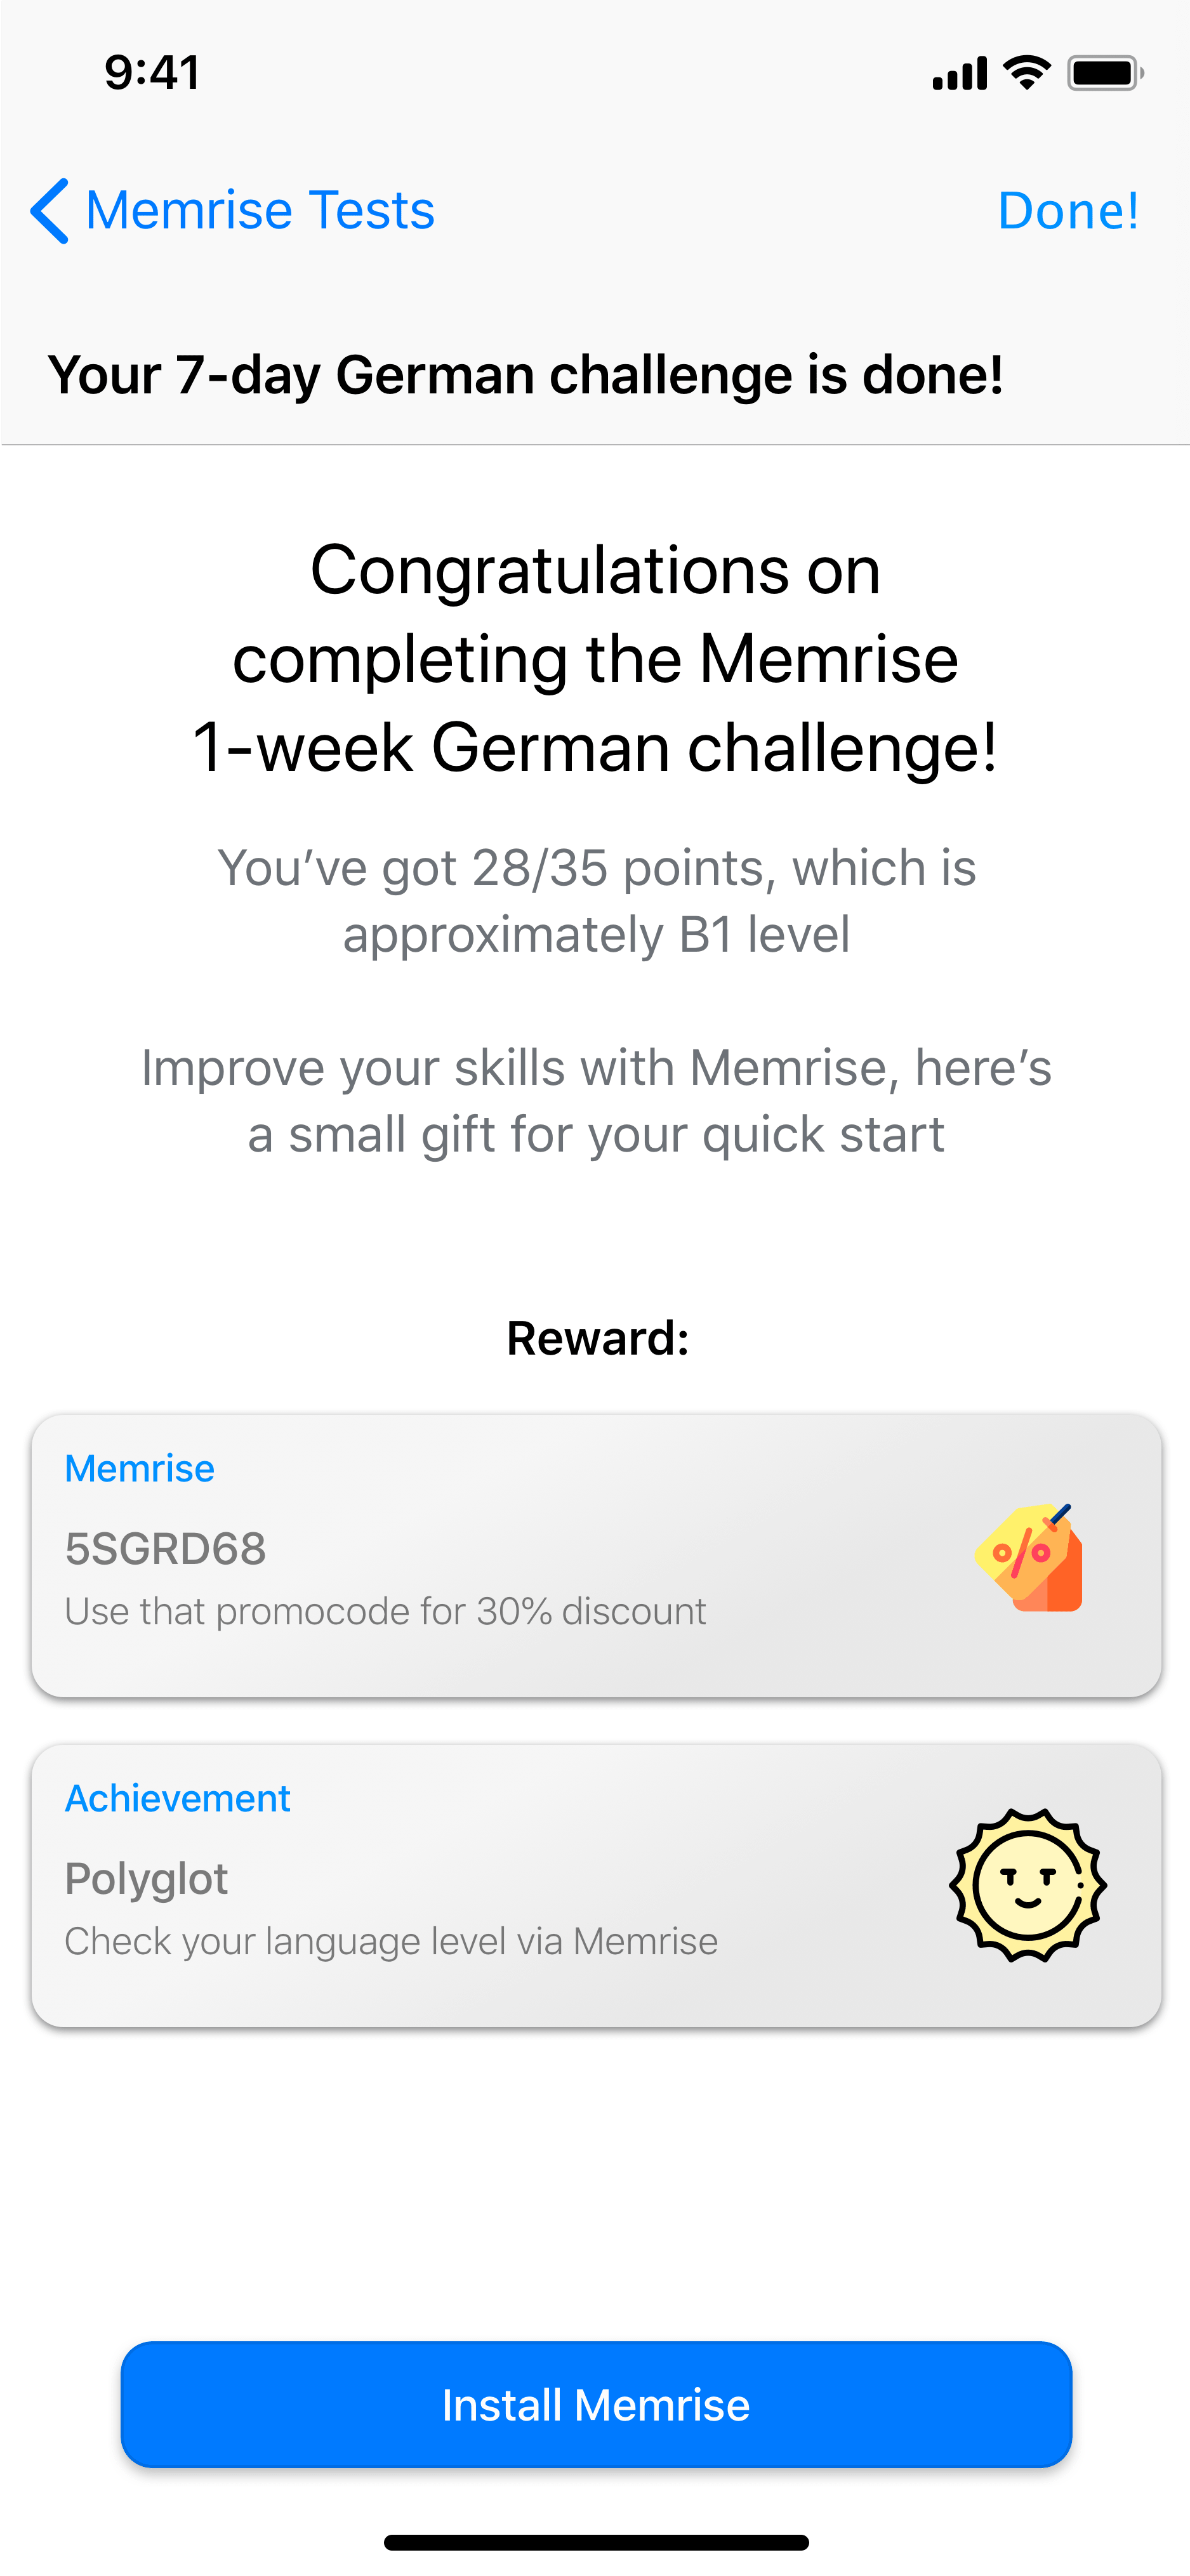 9:41
Memrise Tests
Done!
Your 7-day German challenge is done!
Congratulations on
completing the Memrise
1-week German challenge!
You’ve got 28/35 points, which is
approximately B1 level
Improve your skills with Memrise, here’s
a small gift for your quick start
Reward:
Memrise
5SGRD68
Use that promocode for 30% discount
Achievement
Polyglot
Check your language level via Memrise
Install Memrise